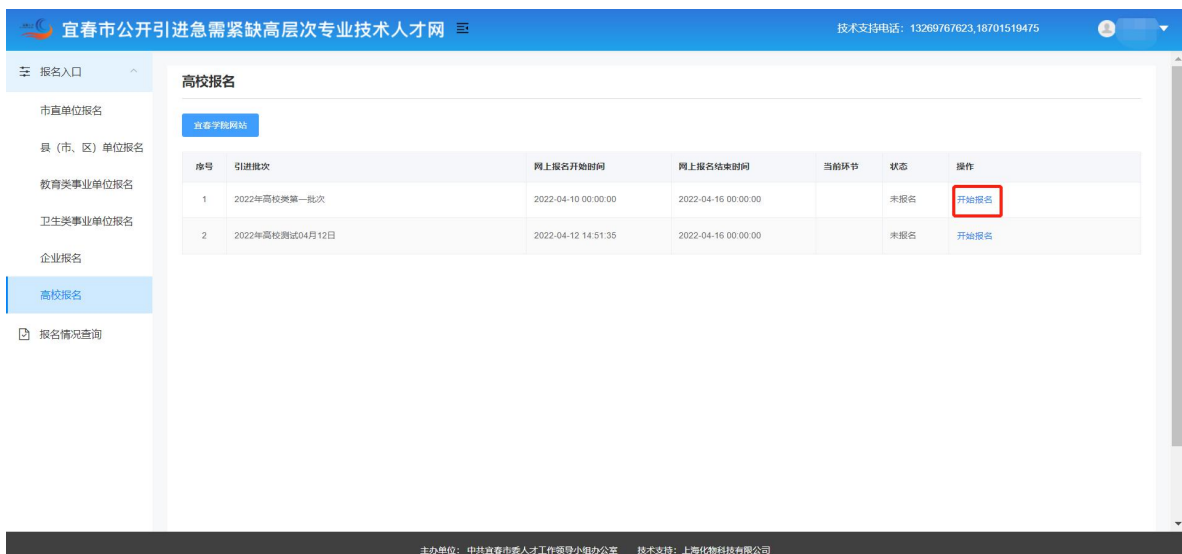 宜春市公开引进急需紧缺高层次专业技术人才网
技术支持电话：13269767623,18701519475
报名入口
市直单位报名
县（市、区）单位报名
教育类事业单位报名
卫生类事业单位报名
企业报名
高校报名
报名情况查询
高校报名
宜春学院网站
序号 引进批次 网上报名开始时间 网上报名结束时间 当前环节 状态 操作
1 2022年高校类第一批次 2022-04-10 00:00:00 2022-04-16 00:00:00 未报名 开始报名
2 2022年高校测试04月12日 2022-04-12 14:51:35 2022-04-16 00:00:00 未报名 开始报名
主办单位：中共宜春市委人才工作领导小组办公室 技术支持：上海化物科技有限公司